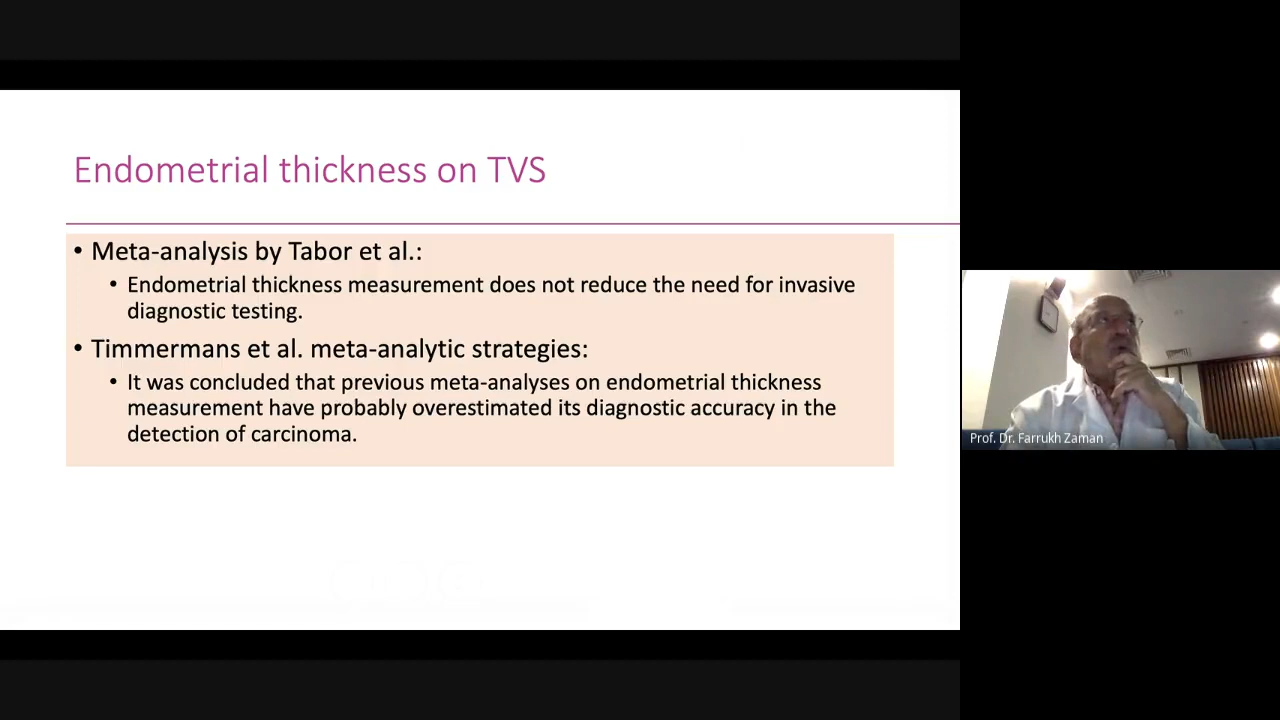 Endometrial thickness on TVS
• Meta-analysis by Tabor et al.:
• Endometrial thickness measurement does not reduce the need for invasive
diagnostic testing.
• Timmermans et al. meta-analytic strategies:
• It was concluded that previous meta-analyses on endometrial thickness
measurement have probably overestimated its diagnostic accuracy in the
detection of carcinoma.
Prof. Dr. Farrukh Zaman